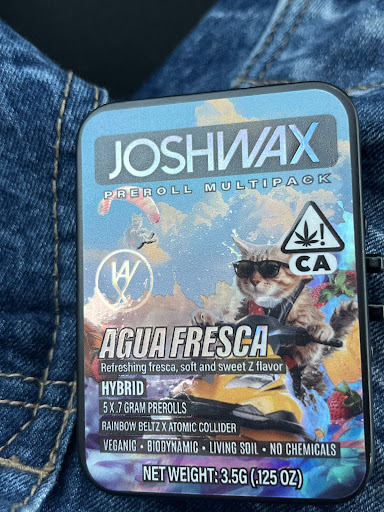 JOSHWAX
PREROLL MULTIPACK
CA
AGUA FRESCA
Refreshing fresca, soft and sweet Z flavor
HYBRID
5 X .7 GRAM PREROLLS
RAINBOW BELTZ X ATOMIC COLLIDER
VEGANIC • BIODYNAMIC • LIVING SOIL • NO CHEMICALS
NET WEIGHT: 3.5G (.125 OZ)